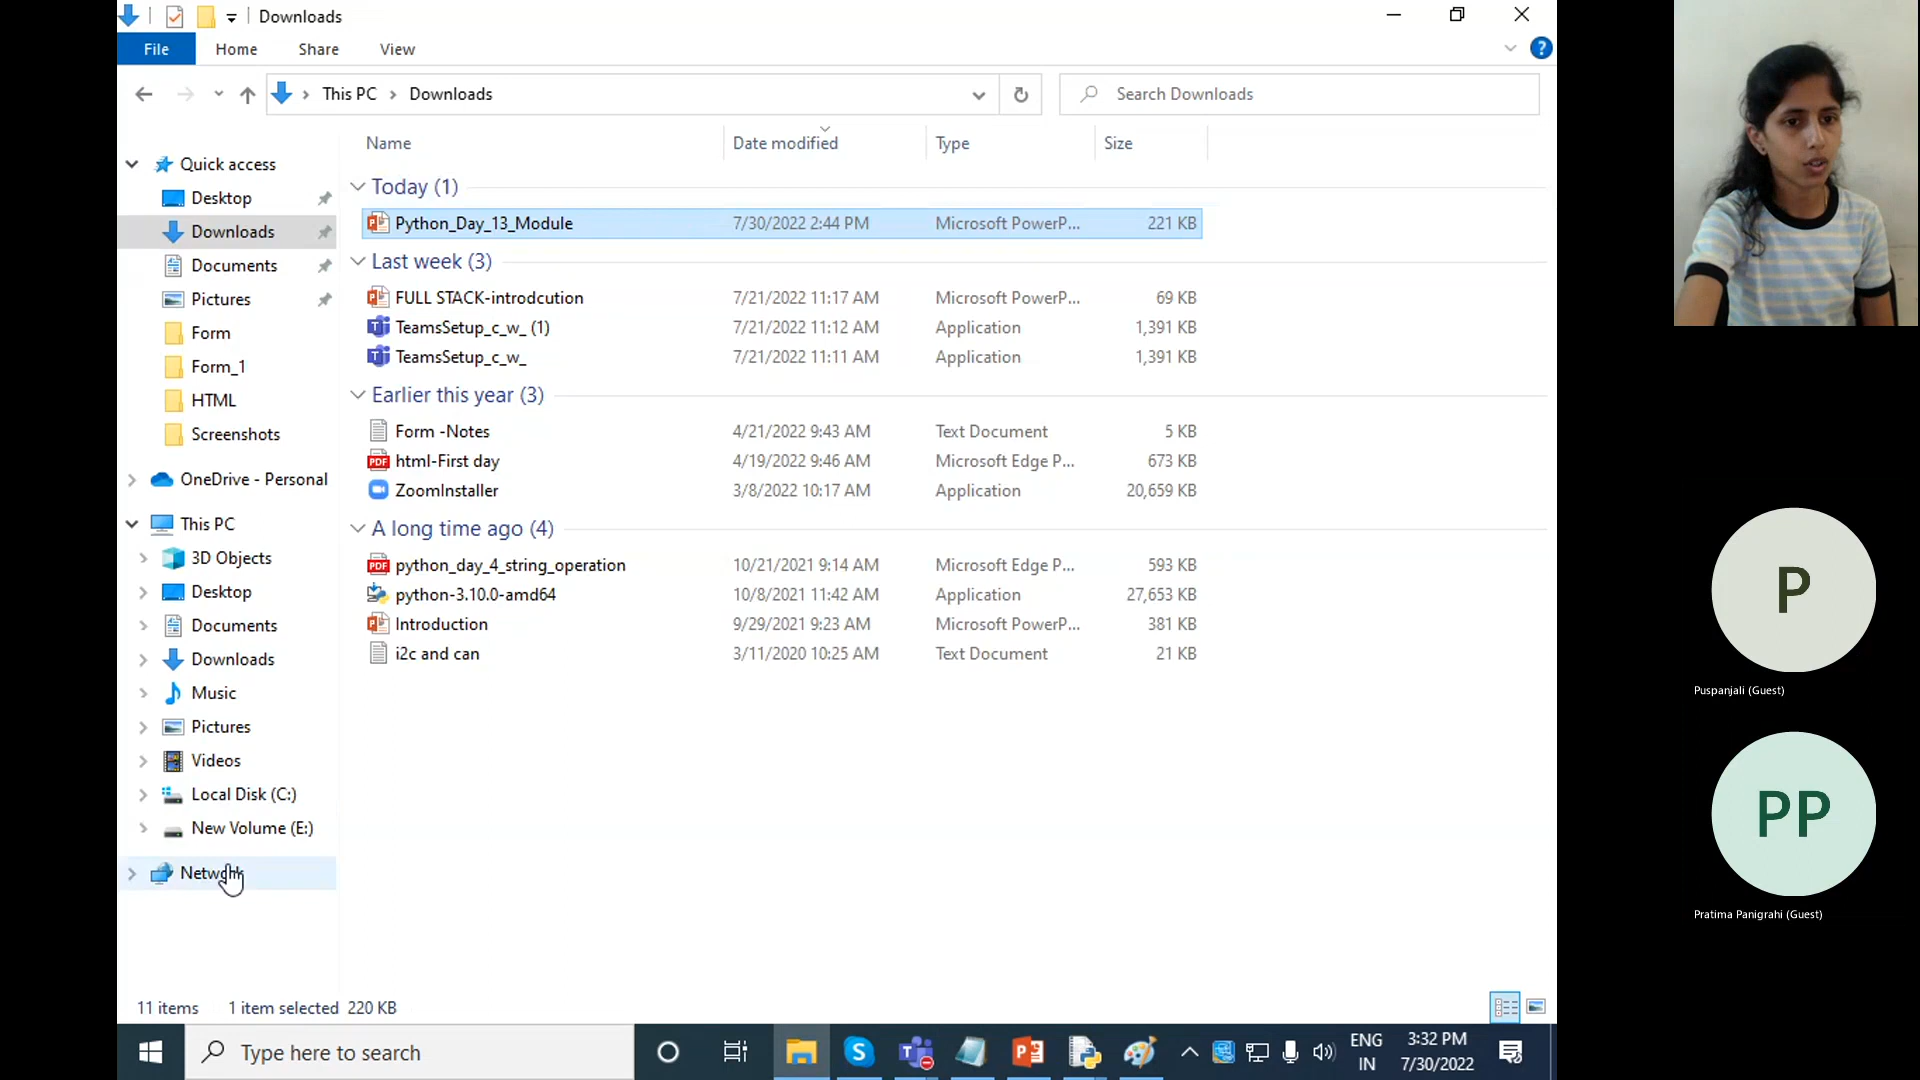 Downloads
File Home Share View
This PC > Downloads
Search Downloads
Name Date modified Type Size
Quick access
Desktop
Downloads
Documents
Pictures
Form
Form_1
HTML
Screenshots
OneDrive - Personal
This PC
3D Objects
Desktop
Documents
Downloads
Music
Pictures
Videos
Local Disk (C:)
New Volume (E:)
Network
Today (1)
Python_Day_13_Module 7/30/2022 2:44 PM Microsoft PowerP... 221 KB
Last week (3)
FULL STACK-introdcution 7/21/2022 11:17 AM Microsoft PowerP... 69 KB
TeamsSetup_c_w_ (1) 7/21/2022 11:12 AM Application 1,391 KB
TeamsSetup_c_w_ 7/21/2022 11:11 AM Application 1,391 KB
Earlier this year (3)
Form -Notes 4/21/2022 9:43 AM Text Document 5 KB
html-First day 4/19/2022 9:46 AM Microsoft Edge P... 673 KB
ZoomInstaller 3/8/2022 10:17 AM Application 20,659 KB
A long time ago (4)
python_day_4_string_operation 10/21/2021 9:14 AM Microsoft Edge P... 593 KB
python-3.10.0-amd64 10/8/2021 11:42 AM Application 27,653 KB
Introduction 9/29/2021 9:23 AM Microsoft PowerP... 381 KB
i2c and can 3/11/2020 10:25 AM Text Document 21 KB
11 items 1 item selected 220 KB
Type here to search
ENG
IN
3:32 PM
7/30/2022
P
Puspanjali (Guest)
PP
Pratima Panigrahi (Guest)